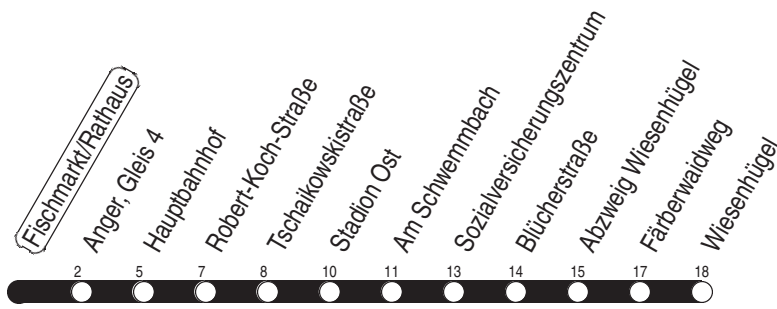 Fischmarkt/Rathaus
Anger, Gleis 4
Hauptbahnhof
Robert-Koch-Straße
Tschaikowskistraße
Stadion Ost
Am Schwemmbach
Sozialversicherungszentrum
Blücherstraße
Abzweig Wiesenhügel
Färberwaidweg
Wiesenhügel
2 5 7 8 10 11 13 14 15 17 18